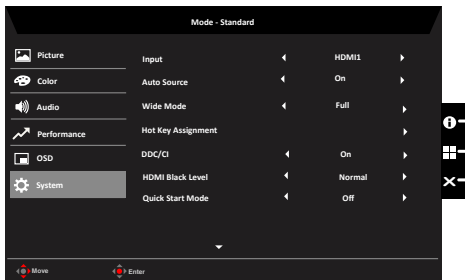 Mode - Standard
Picture
Color
Audio
Performance
OSD
System
Input HDMI1
Auto Source On
Wide Mode Full
Hot Key Assignment
DDC/CI On
HDMI Black Level Normal
Quick Start Mode Off
Move Enter